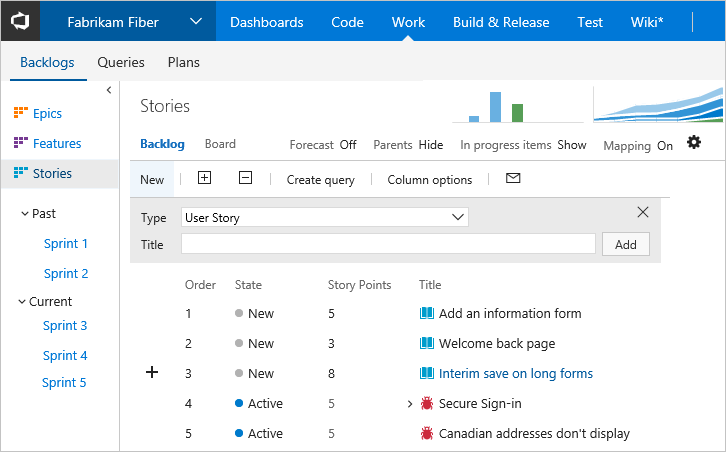 Fabrikam Fiber Dashboards Code Work Build & Release Test Wiki*
Backlogs Queries Plans
Epics
Features
Stories
Past
Sprint 1
Sprint 2
Current
Sprint 3
Sprint 4
Sprint 5
Stories
Backlog Board Forecast Off Parents Hide In progress items Show Mapping On
New Create query Column options
Type User Story
Title Add
Order State Story Points Title
1 New 5 Add an information form
2 New 3 Welcome back page
3 New 8 Interim save on long forms
4 Active 5 Secure Sign-in
5 Active 5 Canadian addresses don't display